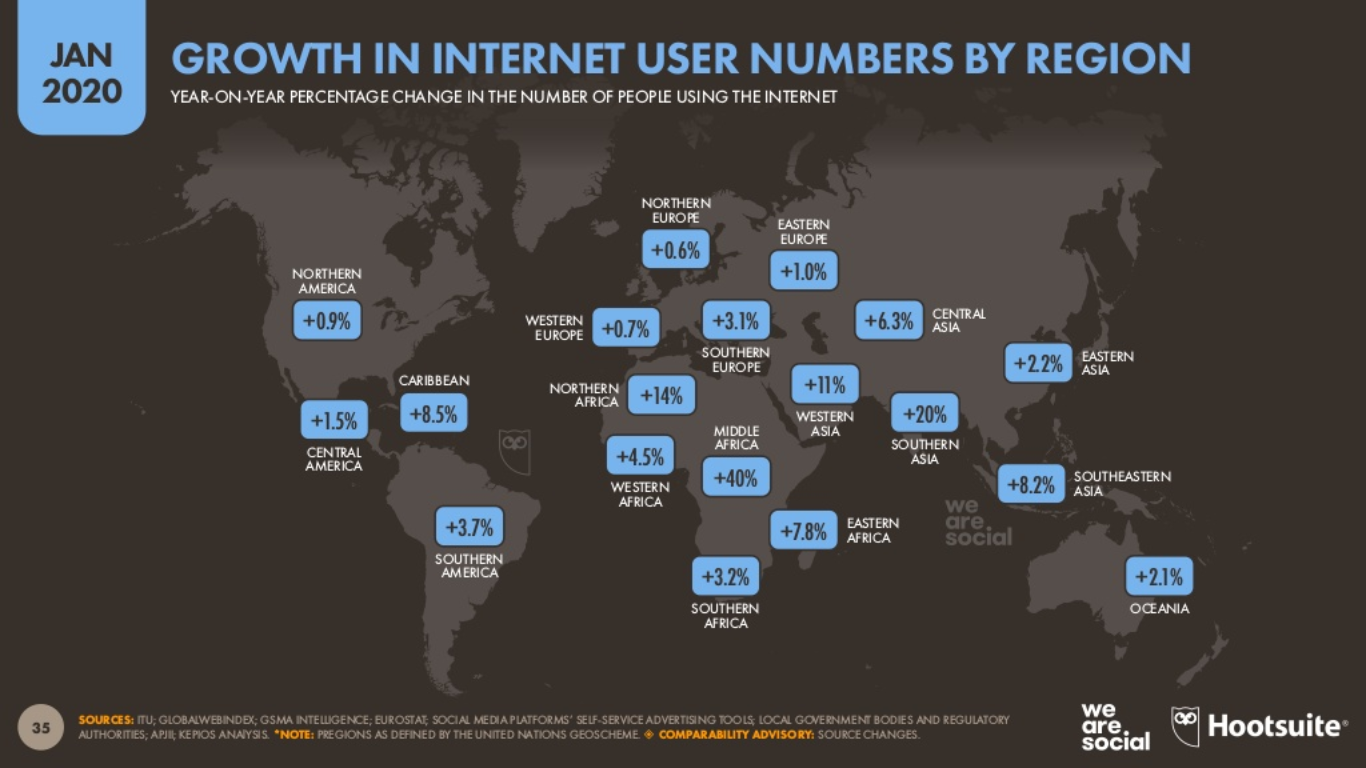 JAN
2020
GROWTH IN INTERNET USER NUMBERS BY REGION
YEAR-ON-YEAR PERCENTAGE CHANGE IN THE NUMBER OF PEOPLE USING THE INTERNET
NORTHERN
EUROPE
+0.6%
EASTERN
EUROPE
+1.0%
NORTHERN
AMERICA
+0.9%
WESTERN
EUROPE
+0.7%
+3.1%
SOUTHERN
EUROPE
+6.3%
CENTRAL
ASIA
+2.2%
EASTERN
ASIA
CARIBBEAN
+8.5%
NORTHERN
AFRICA
+14%
+11%
WESTERN
ASIA
+20%
SOUTHERN
ASIA
+1.5%
CENTRAL
AMERICA
+4.5%
WESTERN
AFRICA
MIDDLE
AFRICA
+40%
+8.2%
SOUTHEASTERN
ASIA
we
are
social
+3.7%
SOUTHERN
AMERICA
+7.8%
EASTERN
AFRICA
+3.2%
SOUTHERN
AFRICA
+2.1%
OCEANIA
35
SOURCES: ITU; GLOBALWEBINDEX; GSMA INTELLIGENCE; EUROSTAT; SOCIAL MEDIA PLATFORMS' SELF-SERVICE ADVERTISING TOOLS; LOCAL GOVERNMENT BODIES AND REGULATORY
AUTHORITIES; APJII; KEPIOS ANALYSIS. *NOTE: PREGIONS AS DEFINED BY THE UNITED NATIONS GEOSCHEME. ◈ COMPARABILITY ADVISORY: SOURCE CHANGES.
we
are
social
Hootsuite®